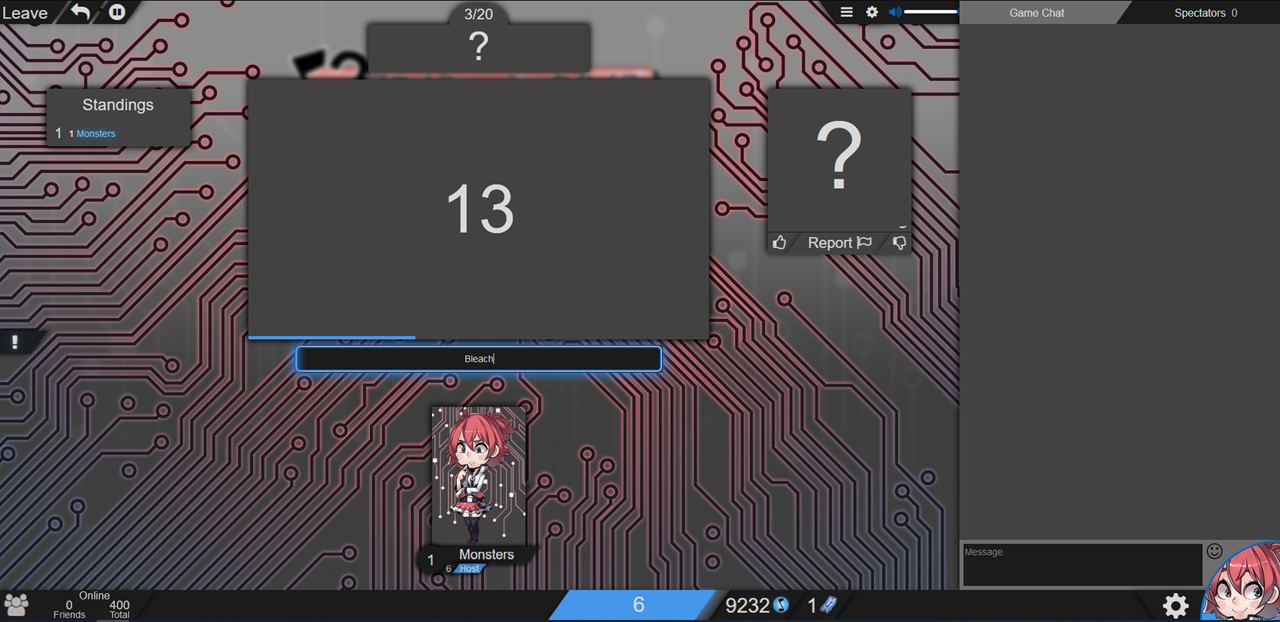 Leave
3/20
?
Game Chat
Spectators 0
Standings
1 1 Monsters
13
?
Report
!
Bleach
1 Monsters
6 Host
Message
Online
0 400
Friends Total
6
9232
1